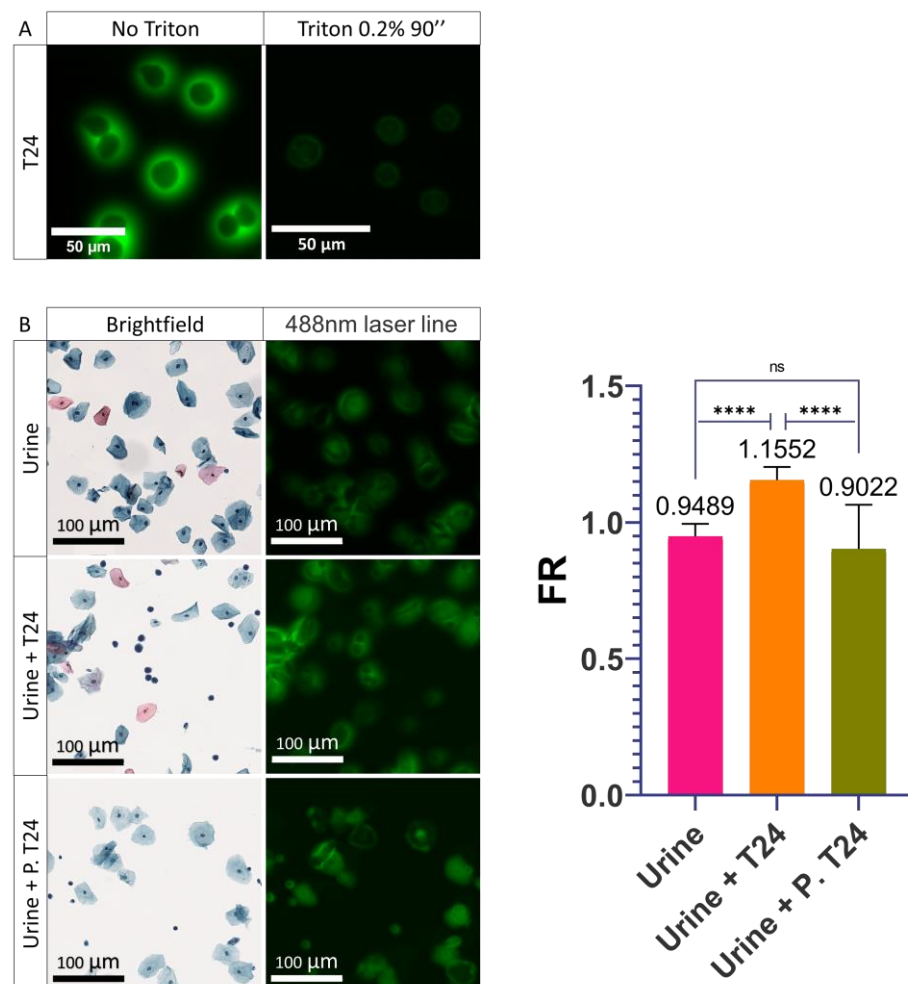 A
No Triton
Triton 0.2% 90’’
T24
50 µm
50 µm
B
Brightfield
488nm laser line
Urine
100 µm
100 µm
Urine + T24
100 µm
100 µm
Urine + P. T24
100 µm
100 µm
ns
**** ****
1.5
1.1552
0.9489
0.9022
1.0
FR
0.5
0.0
Urine
Urine + T24
Urine + P. T24